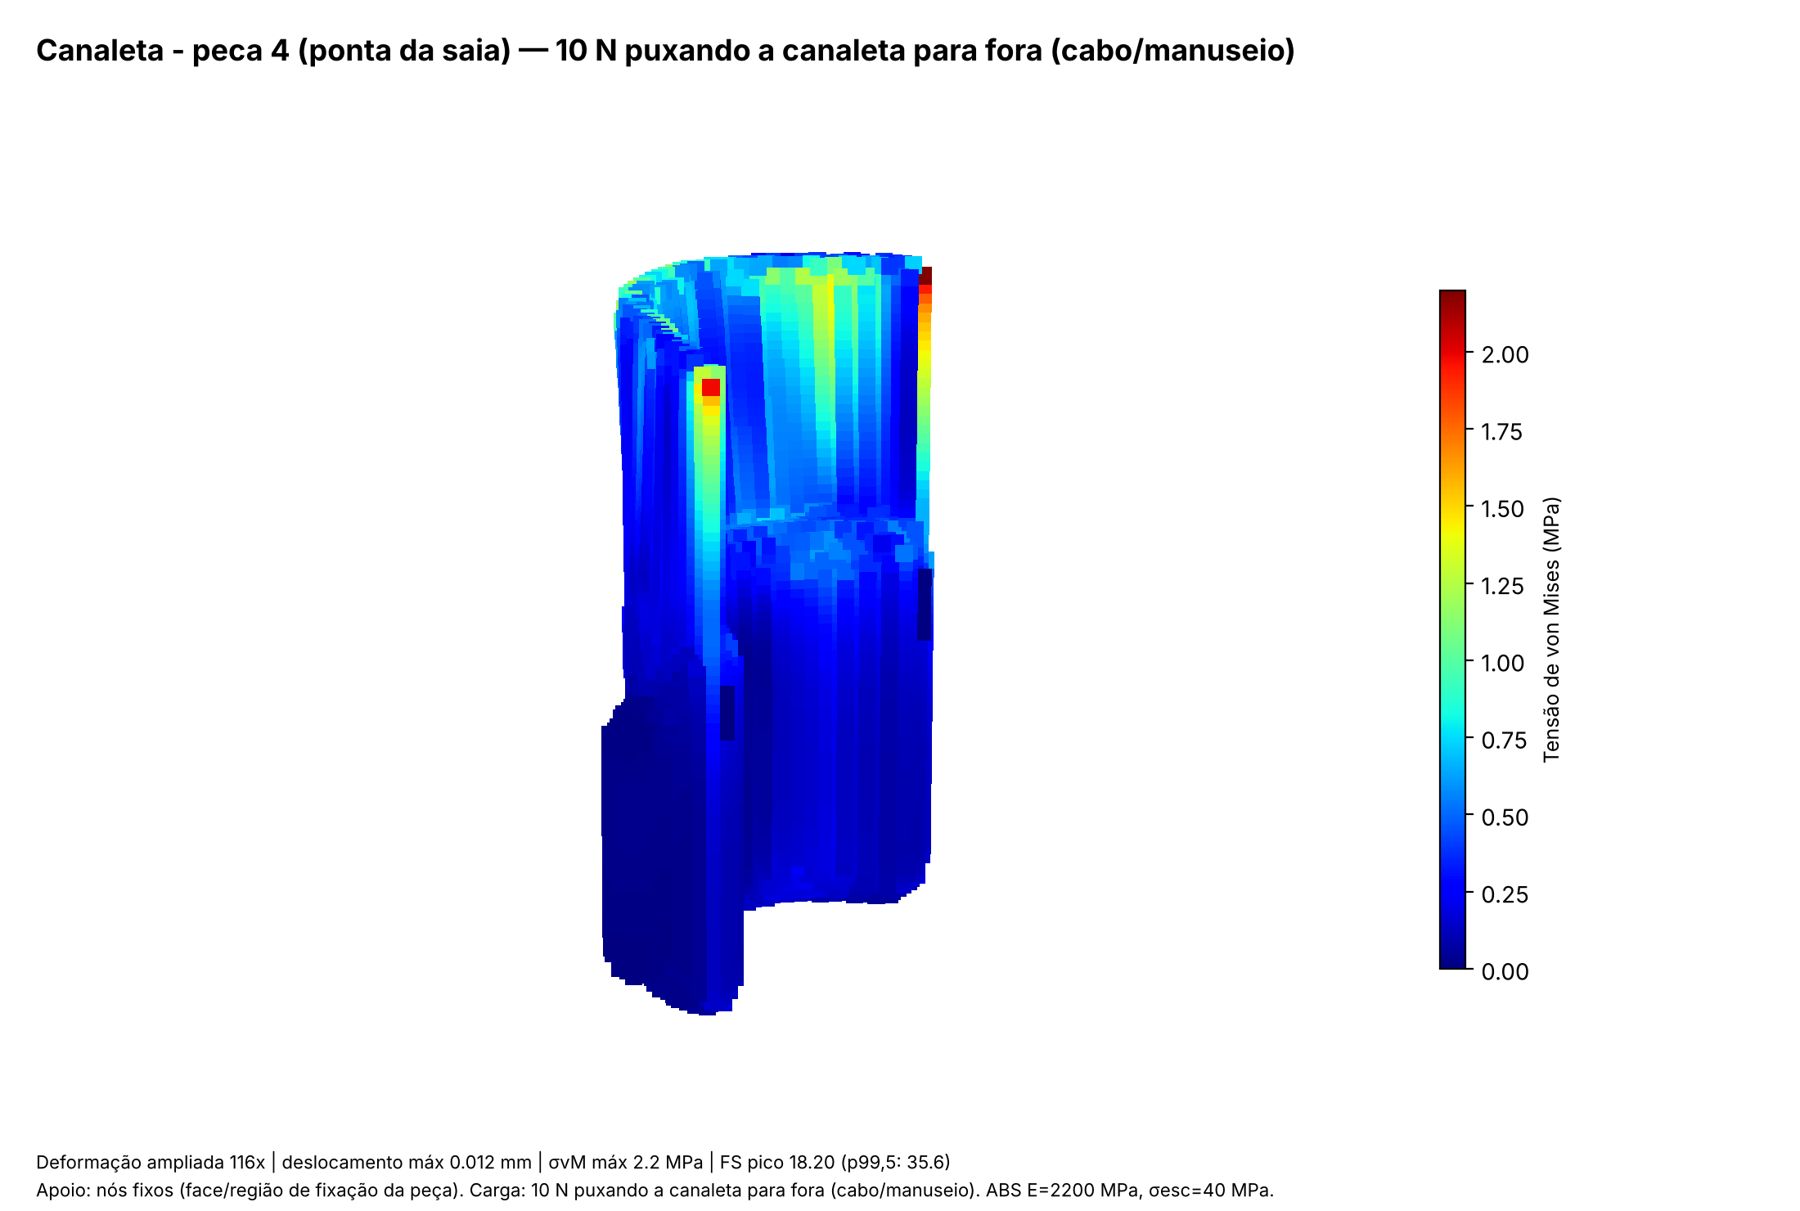 Canaleta - peca 4 (ponta da saia) — 10 N puxando a canaleta para fora (cabo/manuseio)
2.00
1.75
1.50
1.25
1.00
0.75
0.50
0.25
0.00
Tensão de von Mises (MPa)
Deformação ampliada 116x | deslocamento máx 0.012 mm | σvM máx 2.2 MPa | FS pico 18.20 (p99,5: 35.6)
Apoio: nós fixos (face/região de fixação da peça). Carga: 10 N puxando a canaleta para fora (cabo/manuseio). ABS E=2200 MPa, σesc=40 MPa.